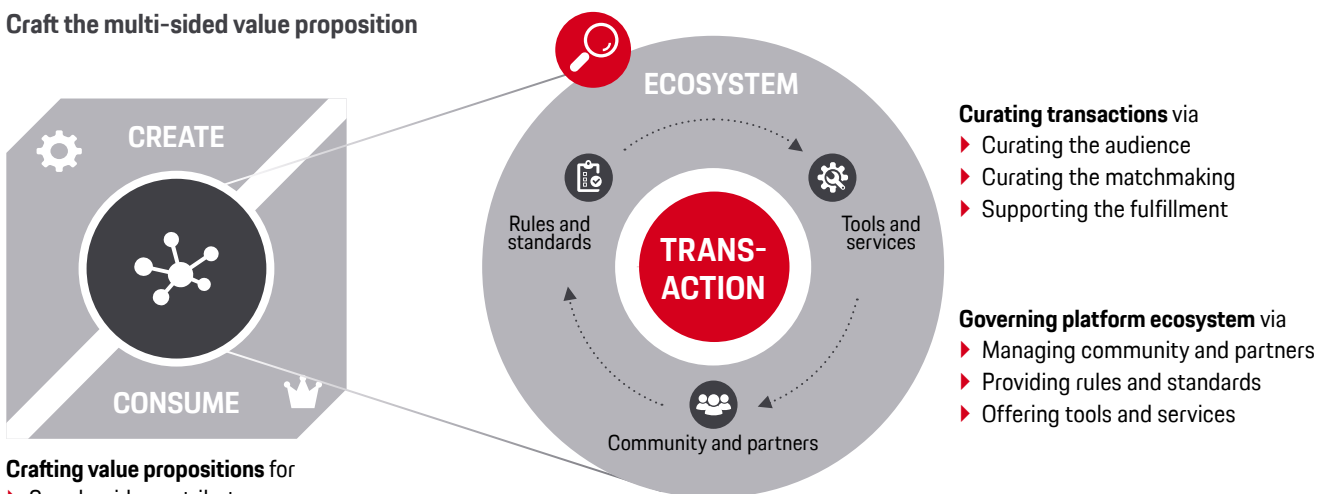 Craft the multi-sided value proposition
CREATE
CONSUME
Crafting value propositions for
ECOSYSTEM
Rules and
standards
Tools and
services
TRANS-
ACTION
Community and partners
Curating transactions via
Curating the audience
Curating the matchmaking
Supporting the fulfillment
Governing platform ecosystem via
Managing community and partners
Providing rules and standards
Offering tools and services